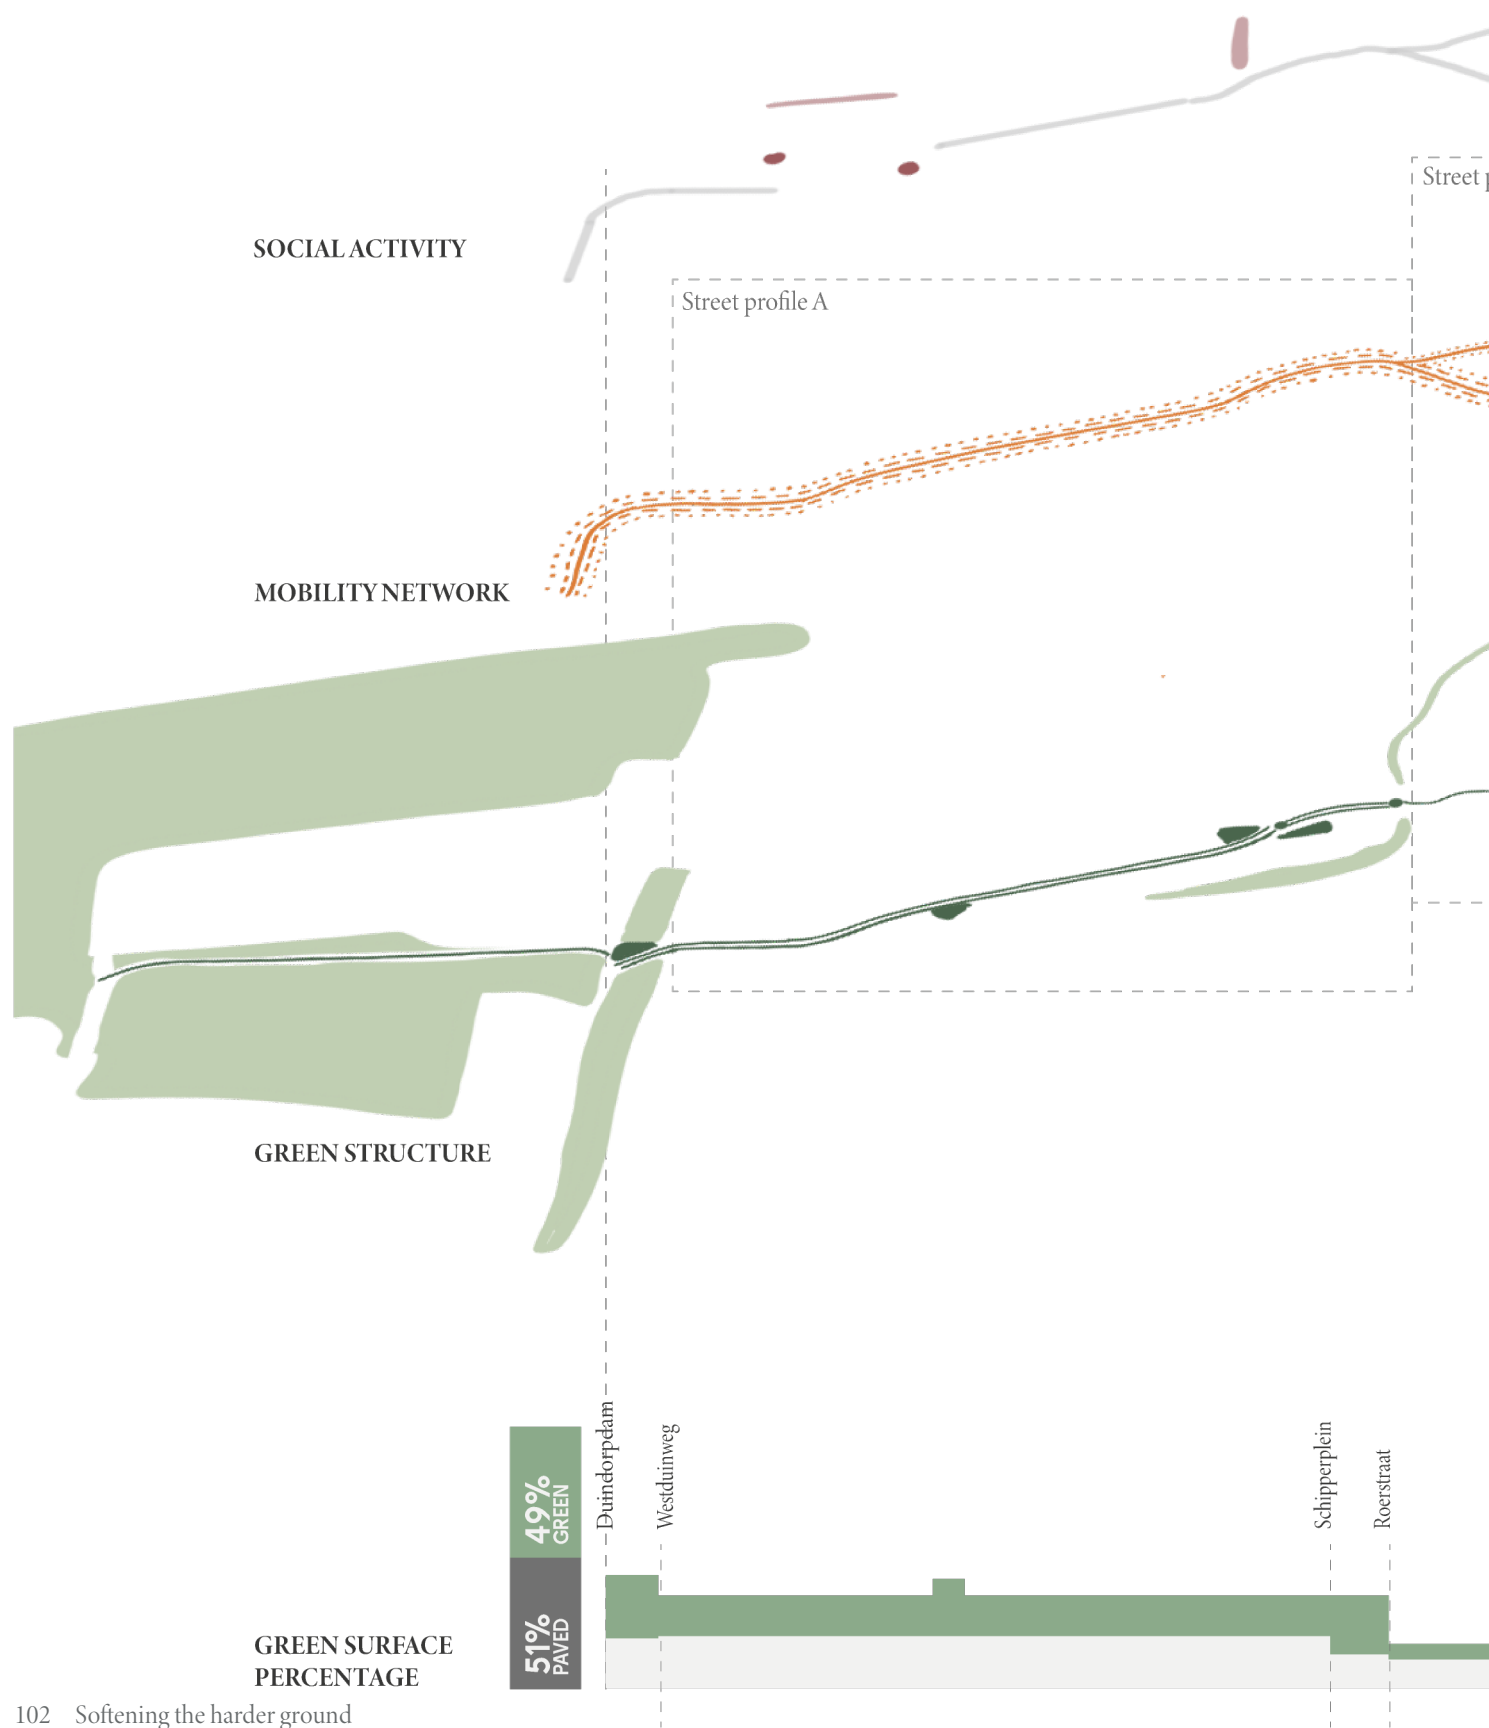 Street p
SOCIAL ACTIVITY
Street profile A
MOBILITY NETWORK
GREEN STRUCTURE
Duindorpdam
Westduinweg
Schipperplein
Roerstraat
49%
GREEN
51%
PAVED
GREEN SURFACE
PERCENTAGE
102 Softening the harder ground